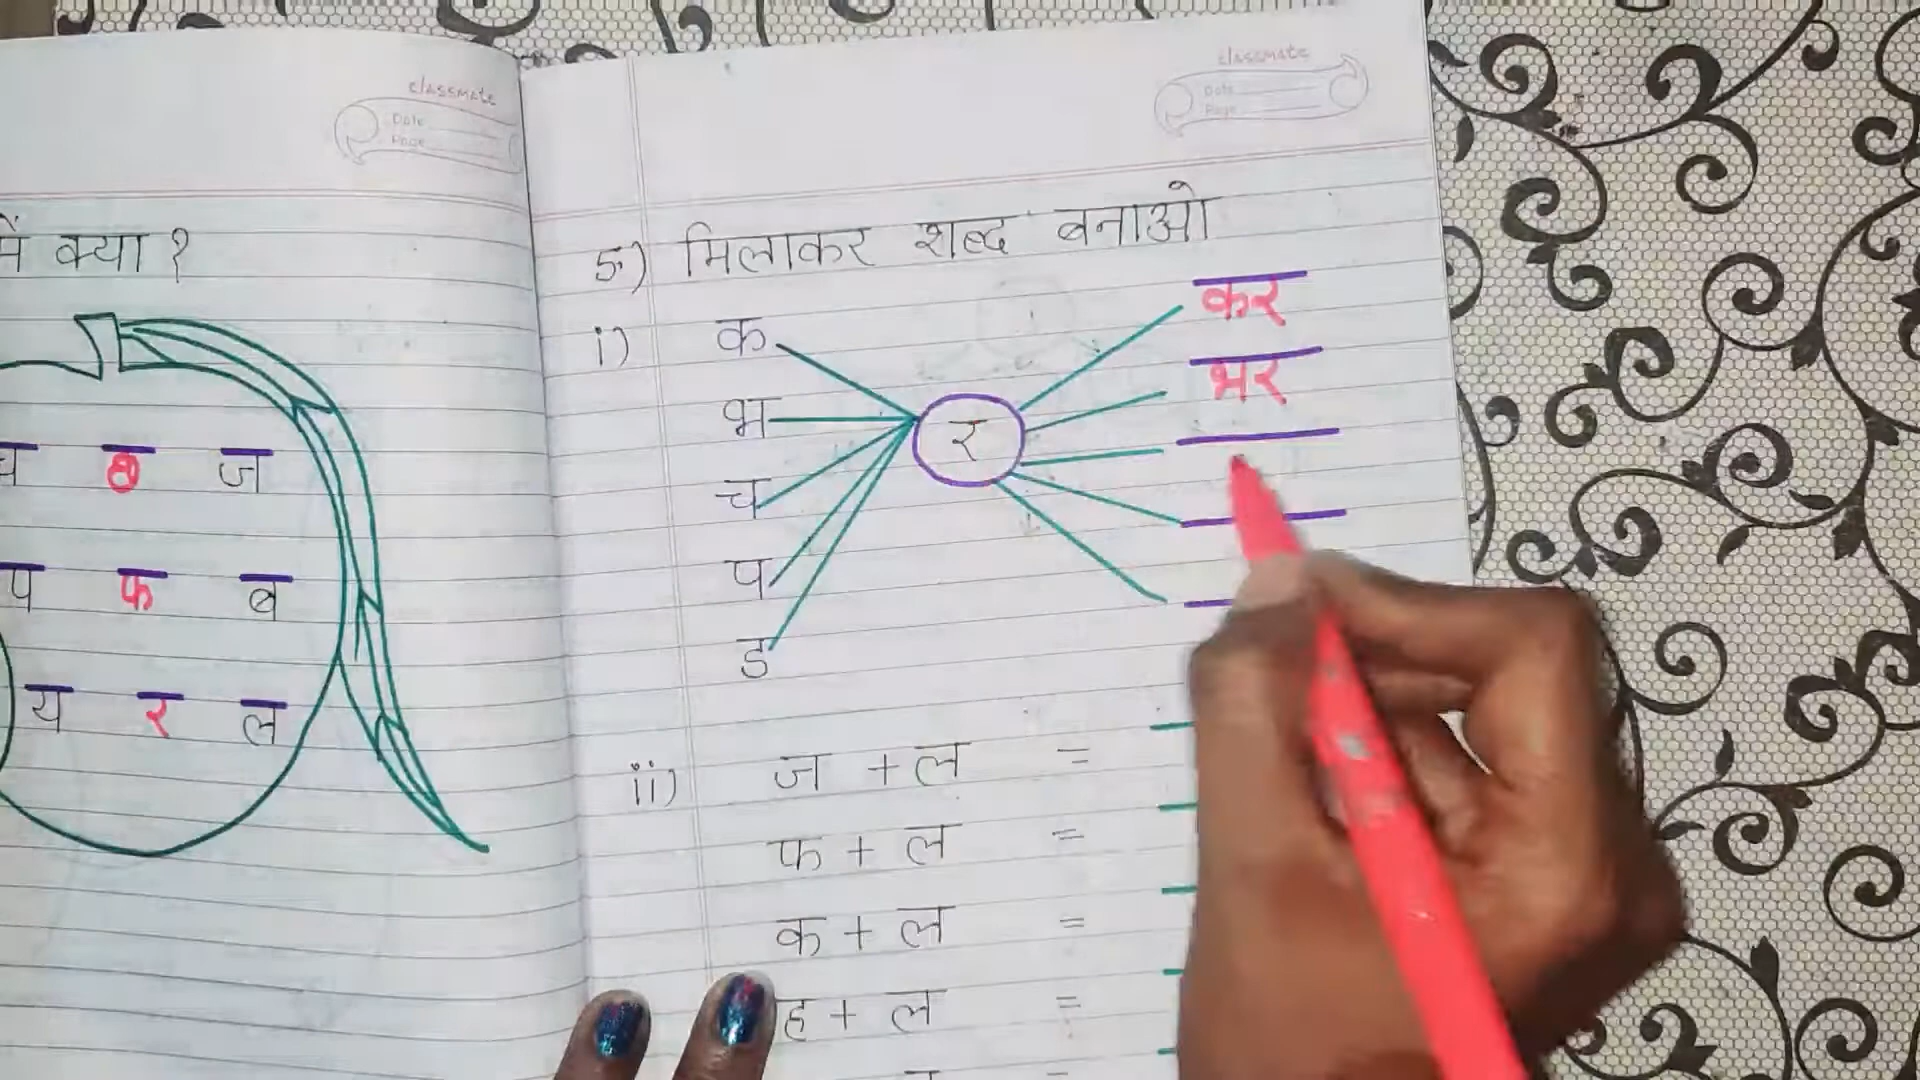 classmate
Date
Page
में क्या ?
च छ ज
प फ ब
य र ल
classmate
Date
Page
5) मिलाकर शब्द बनाओ
i) क र कर
भ भर
च
प
ड
ii) ज + ल =
फ + ल =
क + ल =
ह + ल =